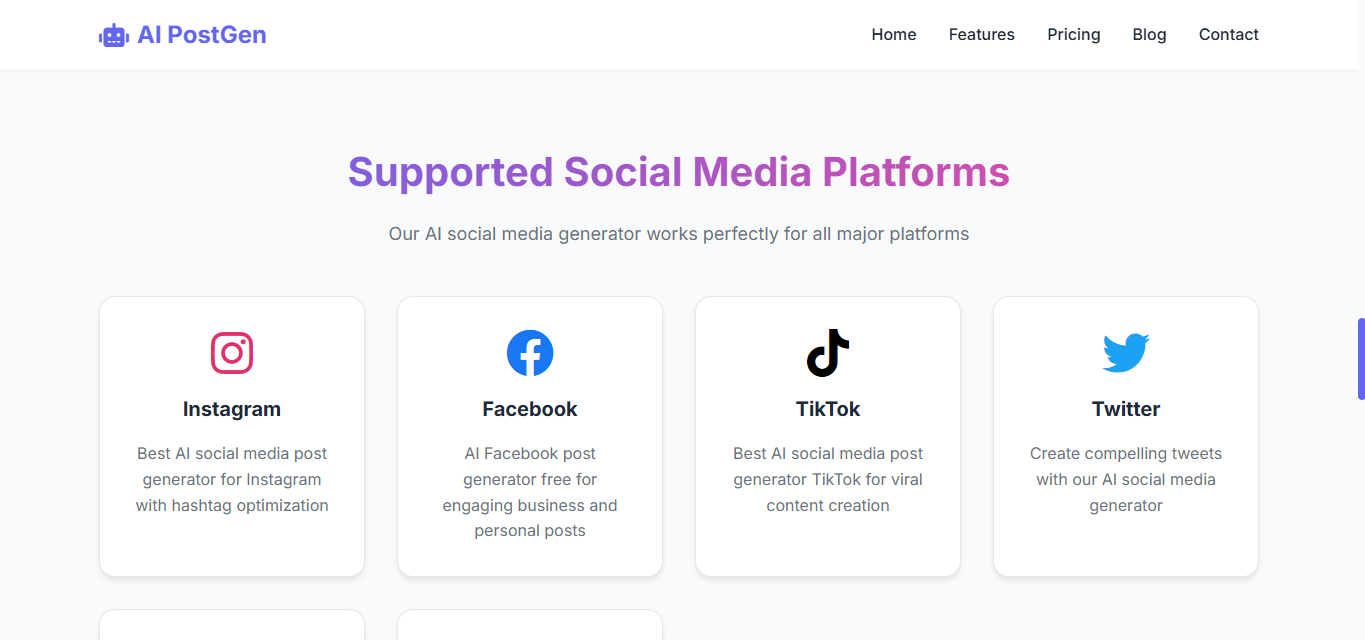 AI PostGen
Home Features Pricing Blog Contact
Supported Social Media Platforms
Our AI social media generator works perfectly for all major platforms
Instagram
Best AI social media post
generator for Instagram
with hashtag optimization
Facebook
AI Facebook post
generator free for
engaging business and
personal posts
TikTok
Best AI social media post
generator TikTok for viral
content creation
Twitter
Create compelling tweets
with our AI social media
generator